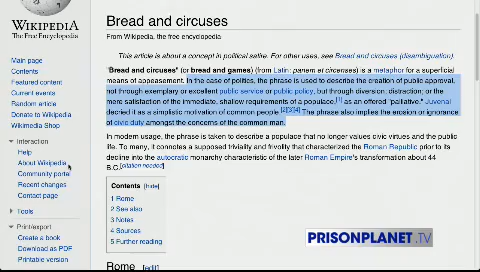 Bread and circuses
WIKIPEDIA
The Free Encyclopedia
From Wikipedia, the free encyclopedia
This article is about a concept in political satire. For other uses, see Bread and circuses (disambiguation)
Main page
Contents
Featured content
Current events
Random article
Donate to Wikipedia
Wikimedia Shop
Interaction
Help
About Wikipedia
Community portal
Recent changes
Contact page
Tools
Print/export
Create a book
Download as PDF
Printable version
"Bread and circuses" (or bread and games) (from Latin: panem et circenses) is a metaphor for a superficial
means of appeasement. In the case of politics, the phrase is used to describe the creation of public approval,
not through exemplary or excellent public service or public policy, but through diversion; distraction; or the
mere satisfaction of the immediate, shallow requirements of a populace,[1] as an offered "palliative." Juvenal
decried it as a simplistic motivation of common people.[2][3][4] The phrase also implies the erosion or ignorance
of civic duty amongst the concerns of the common man.
In modern usage, the phrase is taken to describe a populace that no longer values civic virtues and the public
life. To many, it connotes a supposed triviality and frivolity that characterized the Roman Republic prior to its
decline into the autocratic monarchy characteristic of the later Roman Empire's transformation about 44
B.C.[citation needed]
Contents [hide]
1 Rome
2 See also
3 Notes
4 Sources
5 Further reading
Rome [edit]
PRISONPLANET.TV